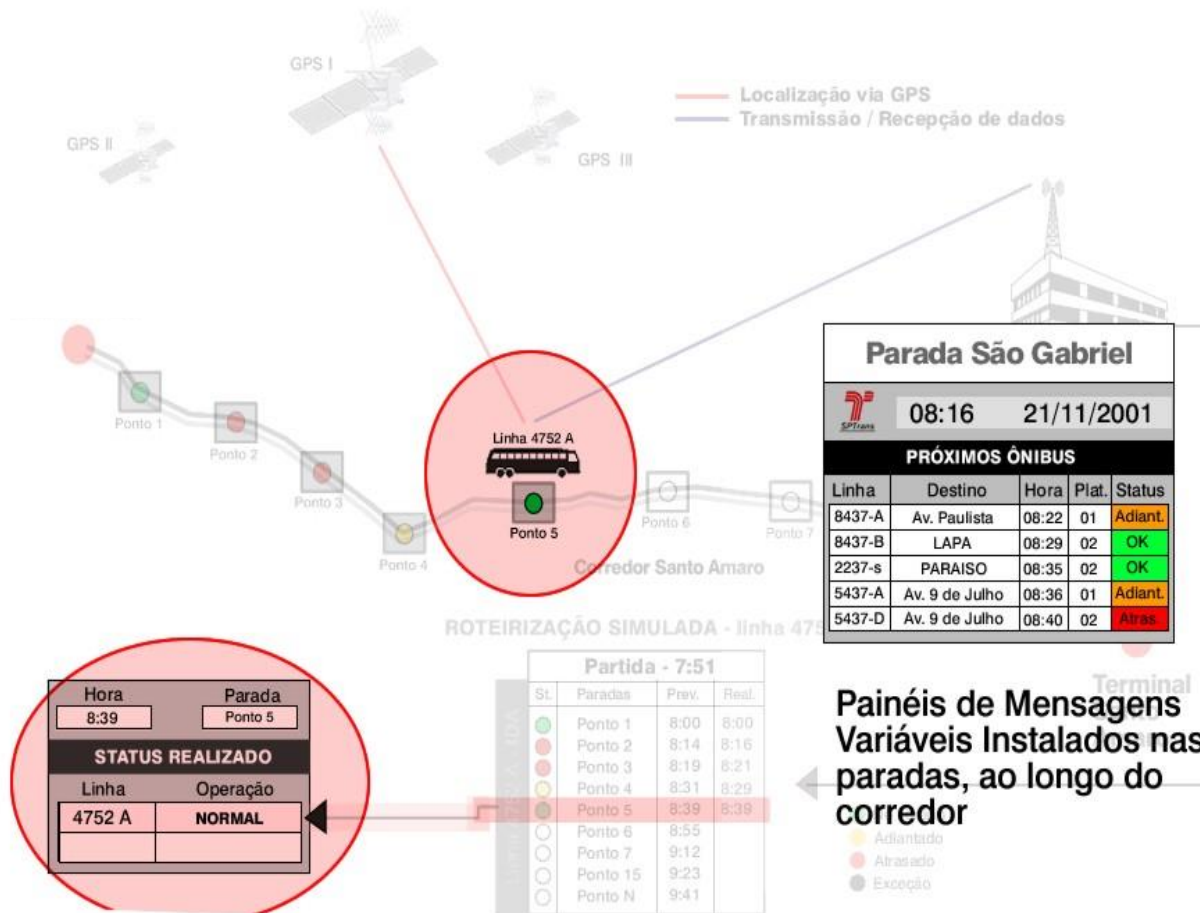 GPS I
GPS II
GPS III
Localização via GPS
Transmissão / Recepção de dados
Ponto 1
Ponto 2
Ponto 3
Ponto 4
Linha 4752 A
Ponto 5
Ponto 6
Ponto 7
Corredor Santo Amaro
Parada São Gabriel
SPTrans
08:16 21/11/2001
PRÓXIMOS ÔNIBUS
Linha Destino Hora Plat. Status
8437-A Av. Paulista 08:22 01 Adiant.
8437-B LAPA 08:29 02 OK
2237-s PARAISO 08:35 02 OK
5437-A Av. 9 de Julho 08:36 01 Adiant.
5437-D Av. 9 de Julho 08:40 02 Atras.
ROTEIRIZAÇÃO SIMULADA - linha 475
Partida - 7:51
St. Paradas Prev. Real.
Ponto 1 8:00 8:00
Ponto 2 8:14 8:16
Ponto 3 8:19 8:21
Ponto 4 8:31 8:29
Ponto 5 8:39 8:39
Ponto 6 8:55
Ponto 7 9:12
Ponto 15 9:23
Ponto N 9:41
Hora Parada
8:39 Ponto 5
STATUS REALIZADO
Linha Operação
4752 A NORMAL
Terminal
Painéis de Mensagens
Variáveis Instalados nas
paradas, ao longo do
corredor
Adiantado
Atrasado
Exceção